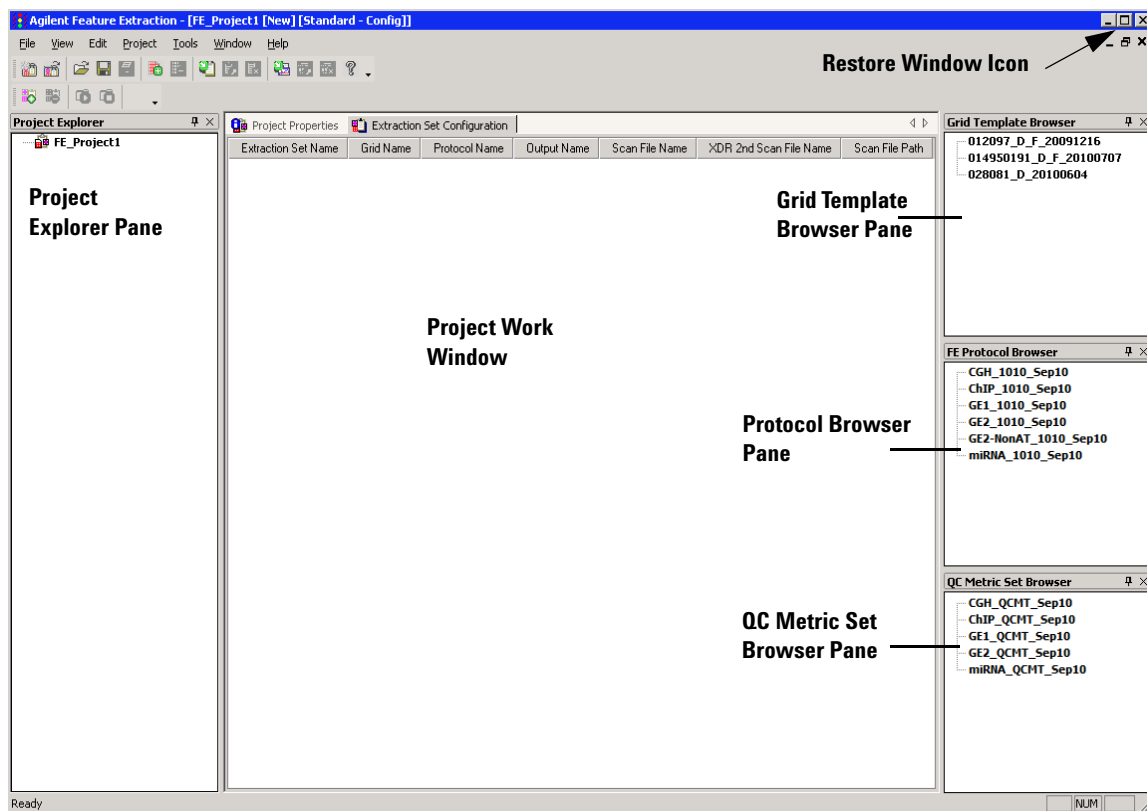 Agilent Feature Extraction - [FE_Project1 [New] [Standard - Config]]
File View Edit Project Tools Window Help
Restore Window Icon
Project Explorer
FE_Project1
Project
Explorer Pane
Project Properties Extraction Set Configuration
Extraction Set Name Grid Name Protocol Name Output Name Scan File Name XDR 2nd Scan File Name Scan File Path
Project Work
Window
Grid Template
Browser Pane
Protocol Browser
Pane
QC Metric Set
Browser Pane
Grid Template Browser
012097_D_F_20091216
014950191_D_F_20100707
028081_D_20100604
FE Protocol Browser
CGH_1010_Sep10
ChIP_1010_Sep10
GE1_1010_Sep10
GE2_1010_Sep10
GE2-NonAT_1010_Sep10
miRNA_1010_Sep10
QC Metric Set Browser
CGH_QCMT_Sep10
ChIP_QCMT_Sep10
GE1_QCMT_Sep10
GE2_QCMT_Sep10
miRNA_QCMT_Sep10
Ready
NUM